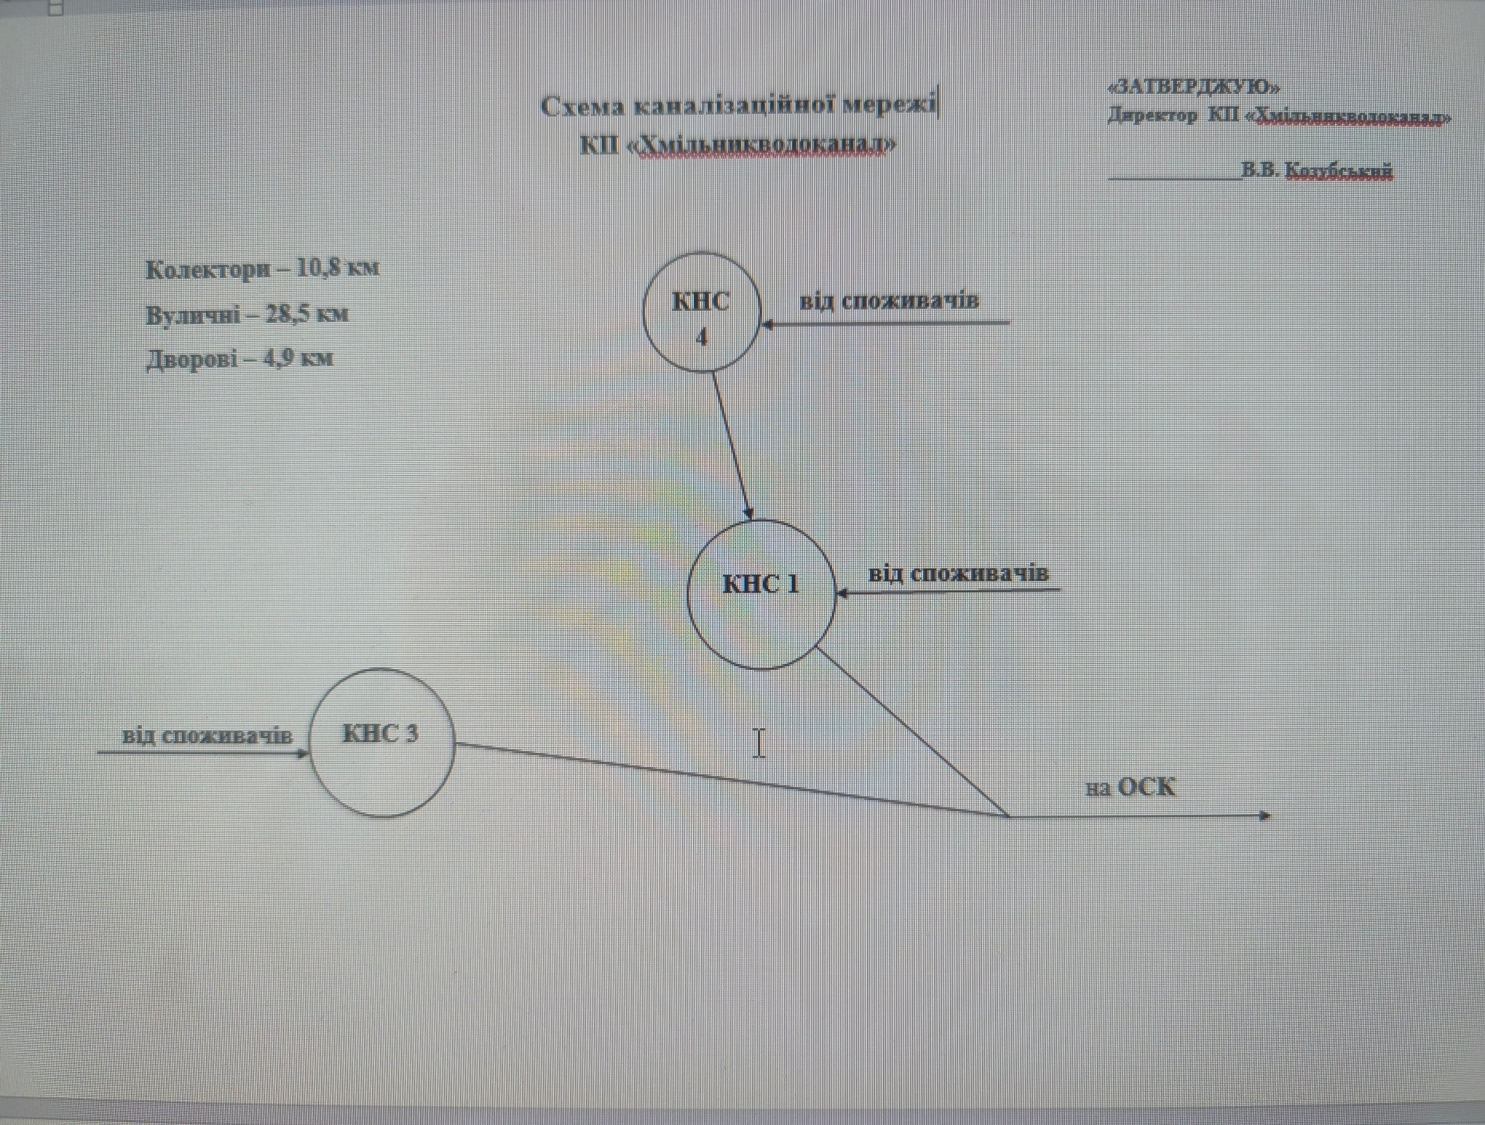 Схема каналізаційної мережі
КП «Хмільникводоканал»
«ЗАТВЕРДЖУЮ»
Директор КП «Хмільникводоканал»
____________В.В. Козубський
Колектори – 10,8 км
Вуличні – 28,5 км
Дворові – 4,9 км
КНС
4
від споживачів
КНС 1
від споживачів
від споживачів
КНС 3
на ОСК